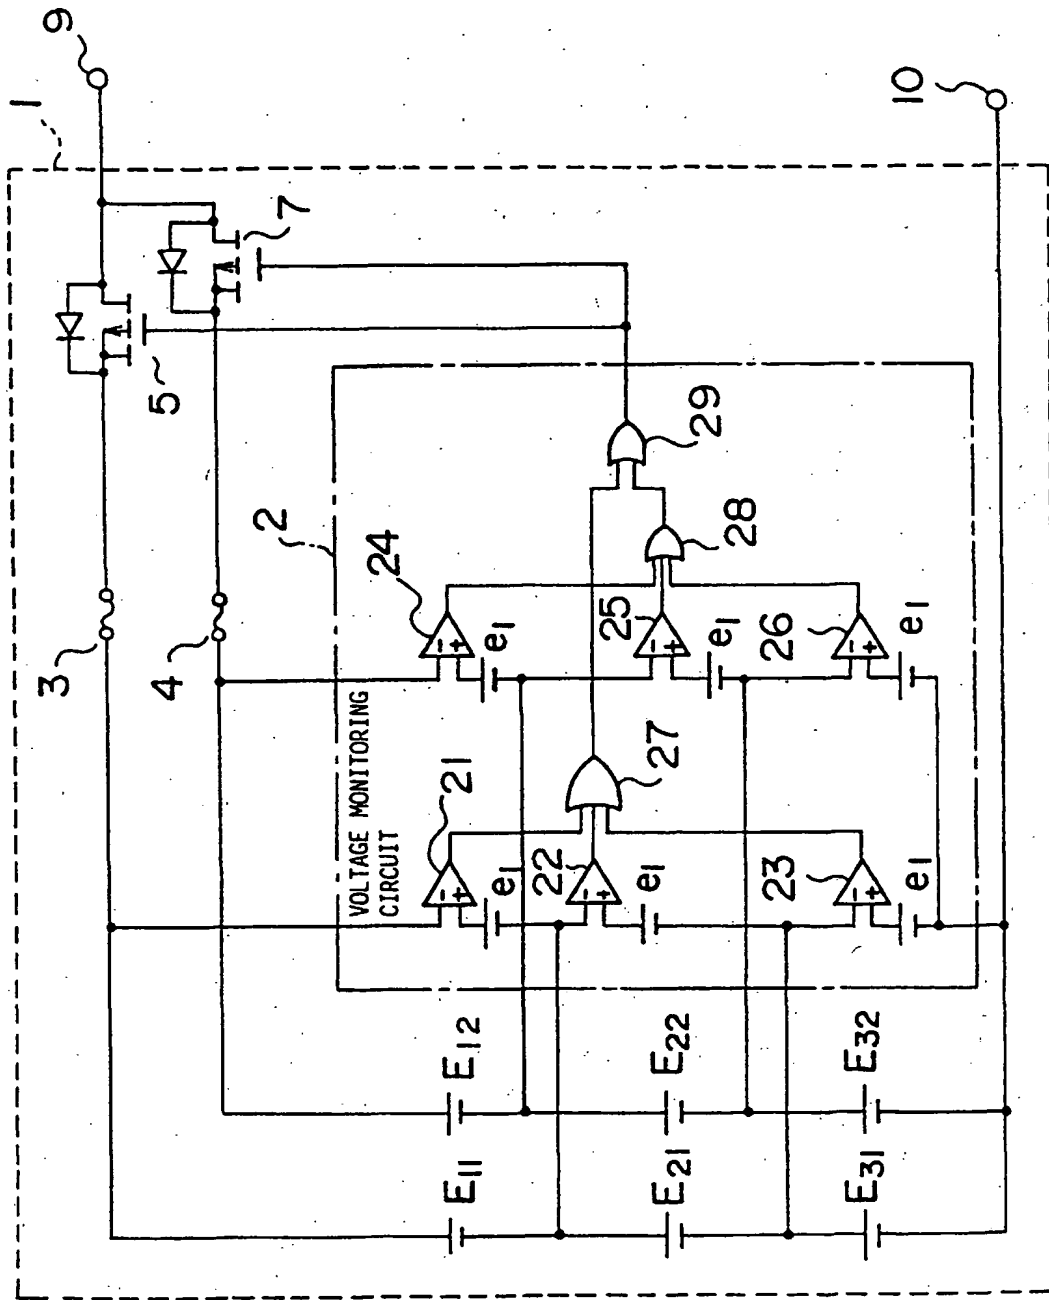 9
1
10
7
5
3
4
2
24
29
28
e1
25
e1
26
e1
VOLTAGE MONITORING
CIRCUIT
21
27
e1
22
e1
23
e1
E12
E22
E32
E11
E21
E31
- +
- +
- +
- +
- +
- +